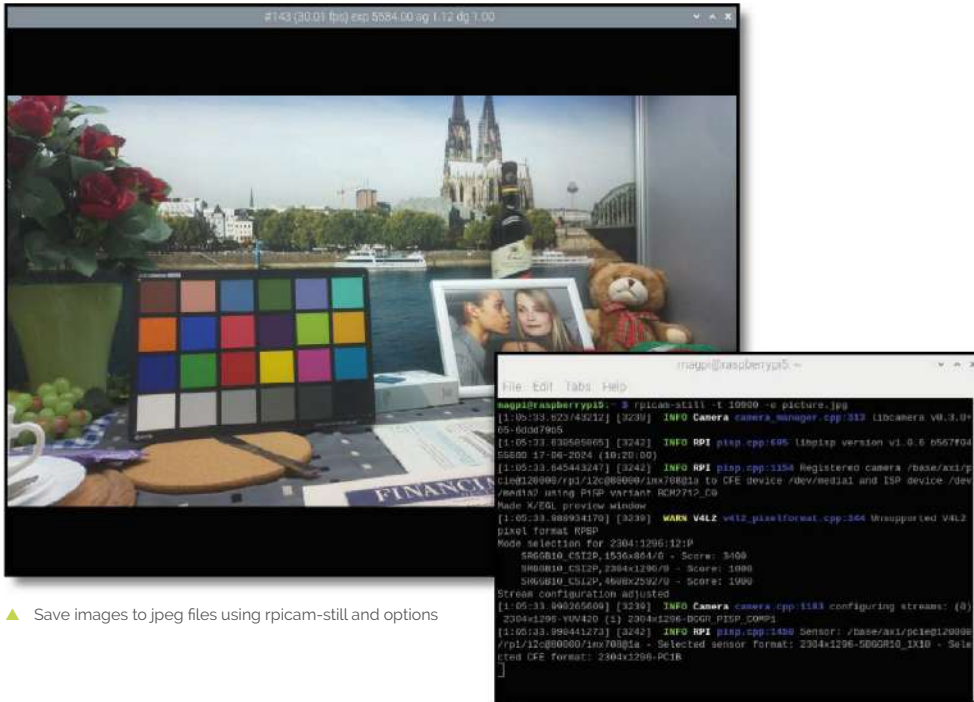 #143 (30.01 fps) exp 5584.00 ag 1.12 dg 1.00
FINANCI
magpi@raspberrypi5: ~
File Edit Tabs Help
magpi@raspberrypi5:~ $ rpicam-still -t 10000 -o picture.jpg
[1:05:33.623743212] [3239] INFO Camera camera_manager.cpp:313 libcamera v0.3.0+
65-6ddd79b5
[1:05:33.630585065] [3242] INFO RPI pisp.cpp:695 libpisp version v1.0.6 b567f04
55680 17-06-2024 (10:20:00)
[1:05:33.645443247] [3242] INFO RPI pisp.cpp:1154 Registered camera /base/axi/p
cie@120000/rp1/i2c@80000/imx708@1a to CFE device /dev/media1 and ISP device /dev
/media2 using PiSP variant BCM2712_C0
Made X/EGL preview window
[1:05:33.989934170] [3239] WARN V4L2 v4l2_pixelformat.cpp:344 Unsupported V4L2
pixel format RPBP
Mode selection for 2304:1296:12:P
SRGGB10_CSI2P,1536x864/0 - Score: 3400
SRGGB10_CSI2P,2304x1296/0 - Score: 1000
SRGGB10_CSI2P,4608x2592/0 - Score: 1900
Stream configuration adjusted
[1:05:33.990265609] [3239] INFO Camera camera.cpp:1183 configuring streams: (0)
2304x1296-YUV420 (1) 2304x1296-BGGR_PISP_COMP1
[1:05:33.990441273] [3242] INFO RPI pisp.cpp:1450 Sensor: /base/axi/pcie@120000
/rp1/i2c@80000/imx708@1a - Selected sensor format: 2304x1296-SBGGR10_1X10 - Sele
cted CFE format: 2304x1296-PC1B
▲ Save images to jpeg files using rpicam-still and options